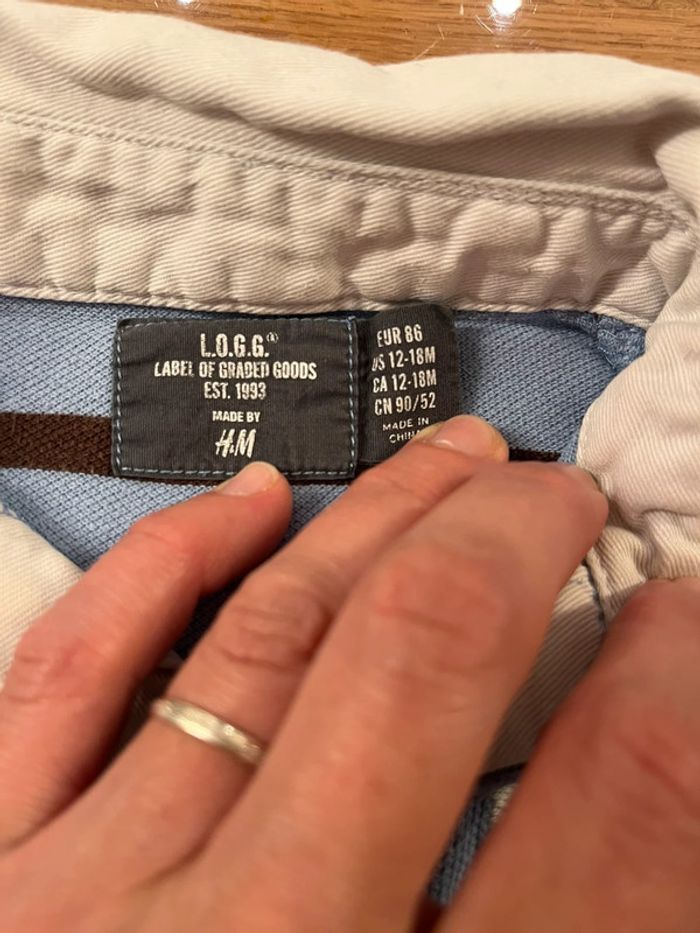 L.O.G.G.®
LABEL OF GRADED GOODS
EST. 1993
MADE BY
H&M
EUR 86
US 12-18M
CA 12-18M
CN 90/52
MADE IN